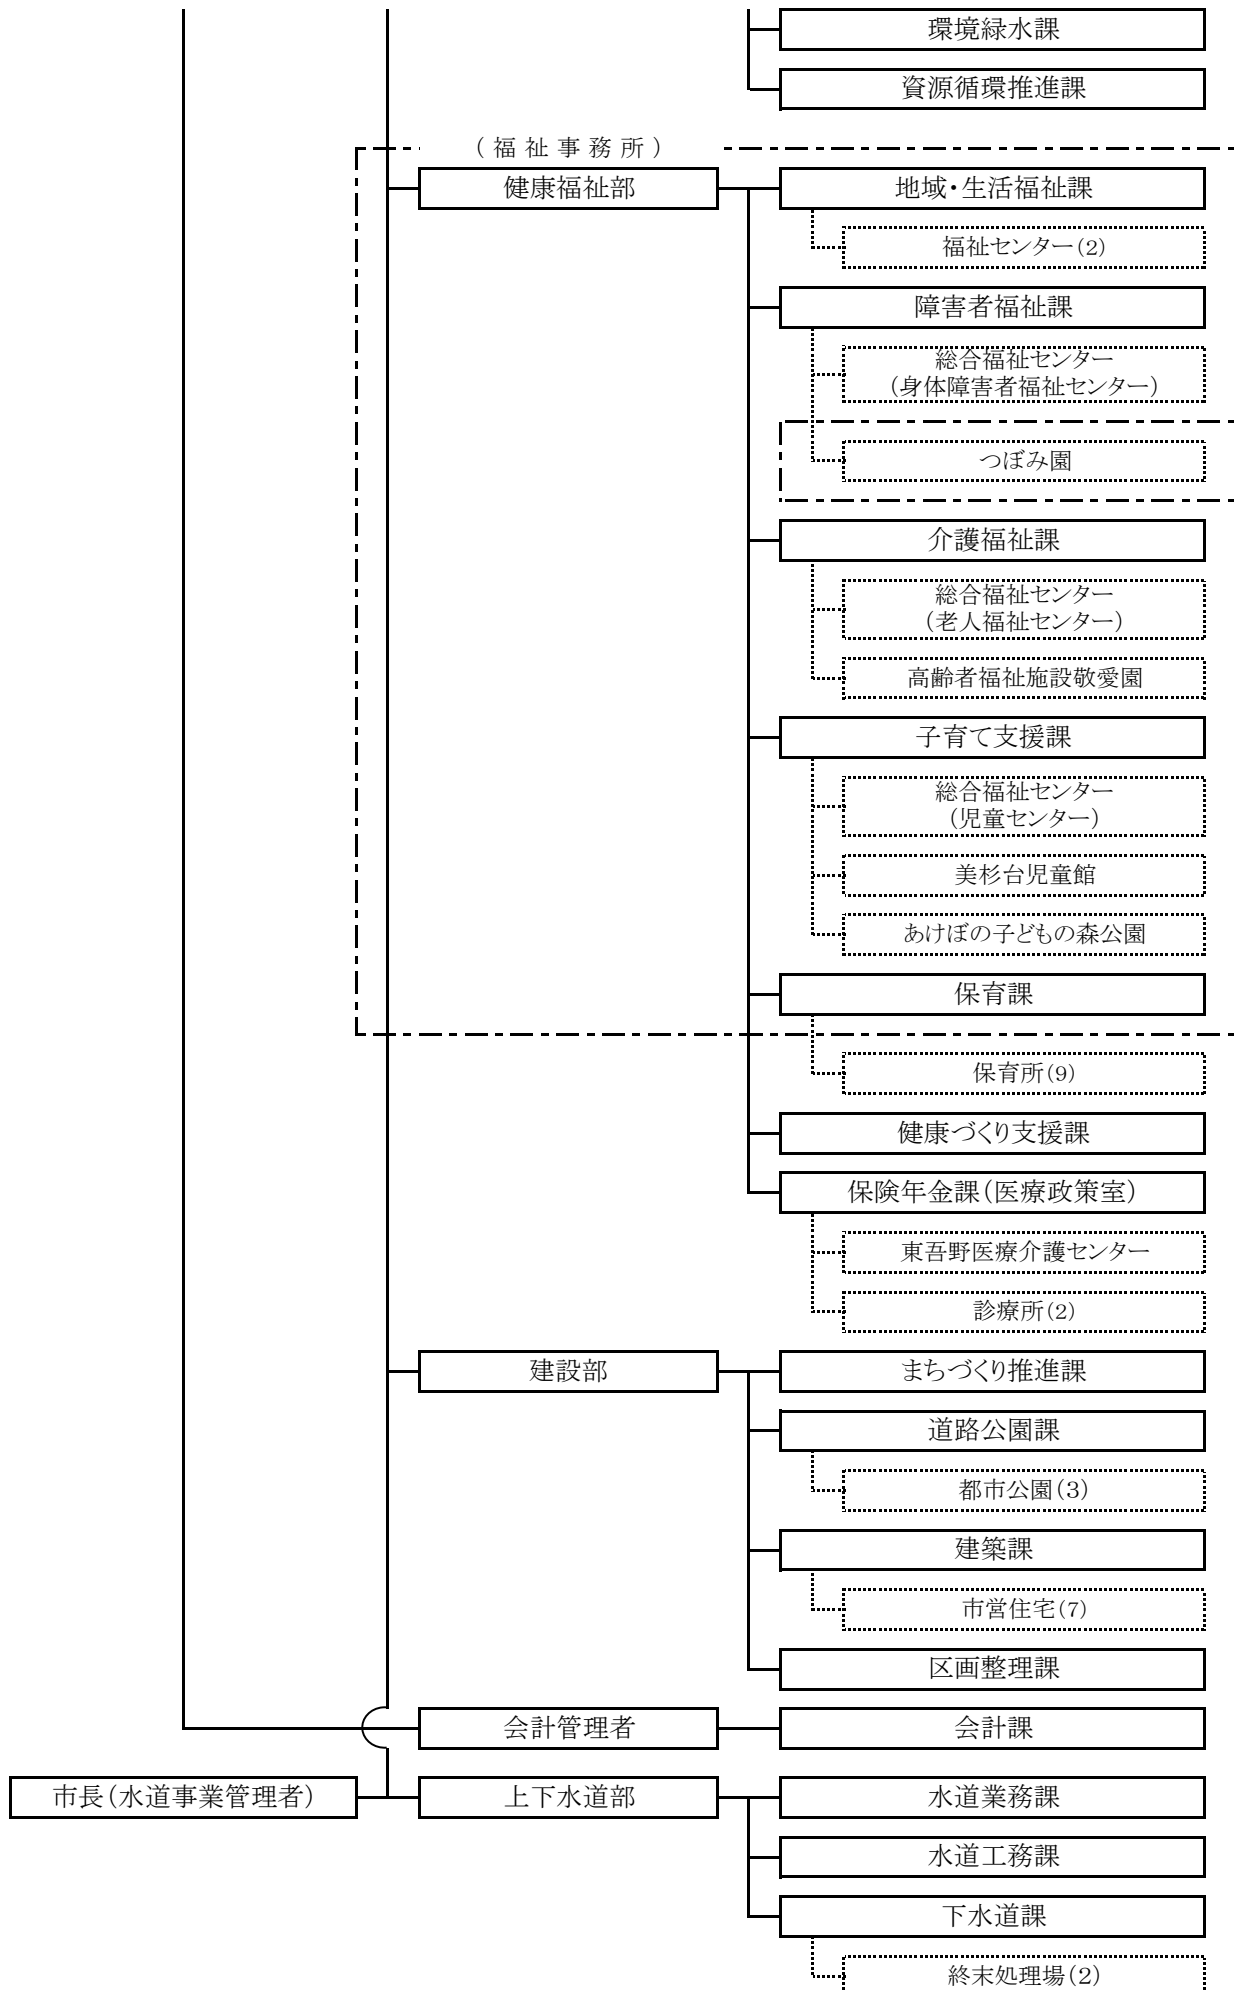 環境緑水課
資源循環推進課
(福祉事務所)
健康福祉部
地域・生活福祉課
福祉センター(2)
障害者福祉課
総合福祉センター
(身体障害者福祉センター)
つぼみ園
介護福祉課
総合福祉センター
(老人福祉センター)
高齢者福祉施設敬愛園
子育て支援課
総合福祉センター
(児童センター)
美杉台児童館
あけぼの子どもの森公園
保育課
保育所(9)
健康づくり支援課
保険年金課(医療政策室)
東吾野医療介護センター
診療所(2)
建設部
まちづくり推進課
道路公園課
都市公園(3)
建築課
市営住宅(7)
区画整理課
会計管理者
会計課
市長(水道事業管理者)
上下水道部
水道業務課
水道工務課
下水道課
終末処理場(2)